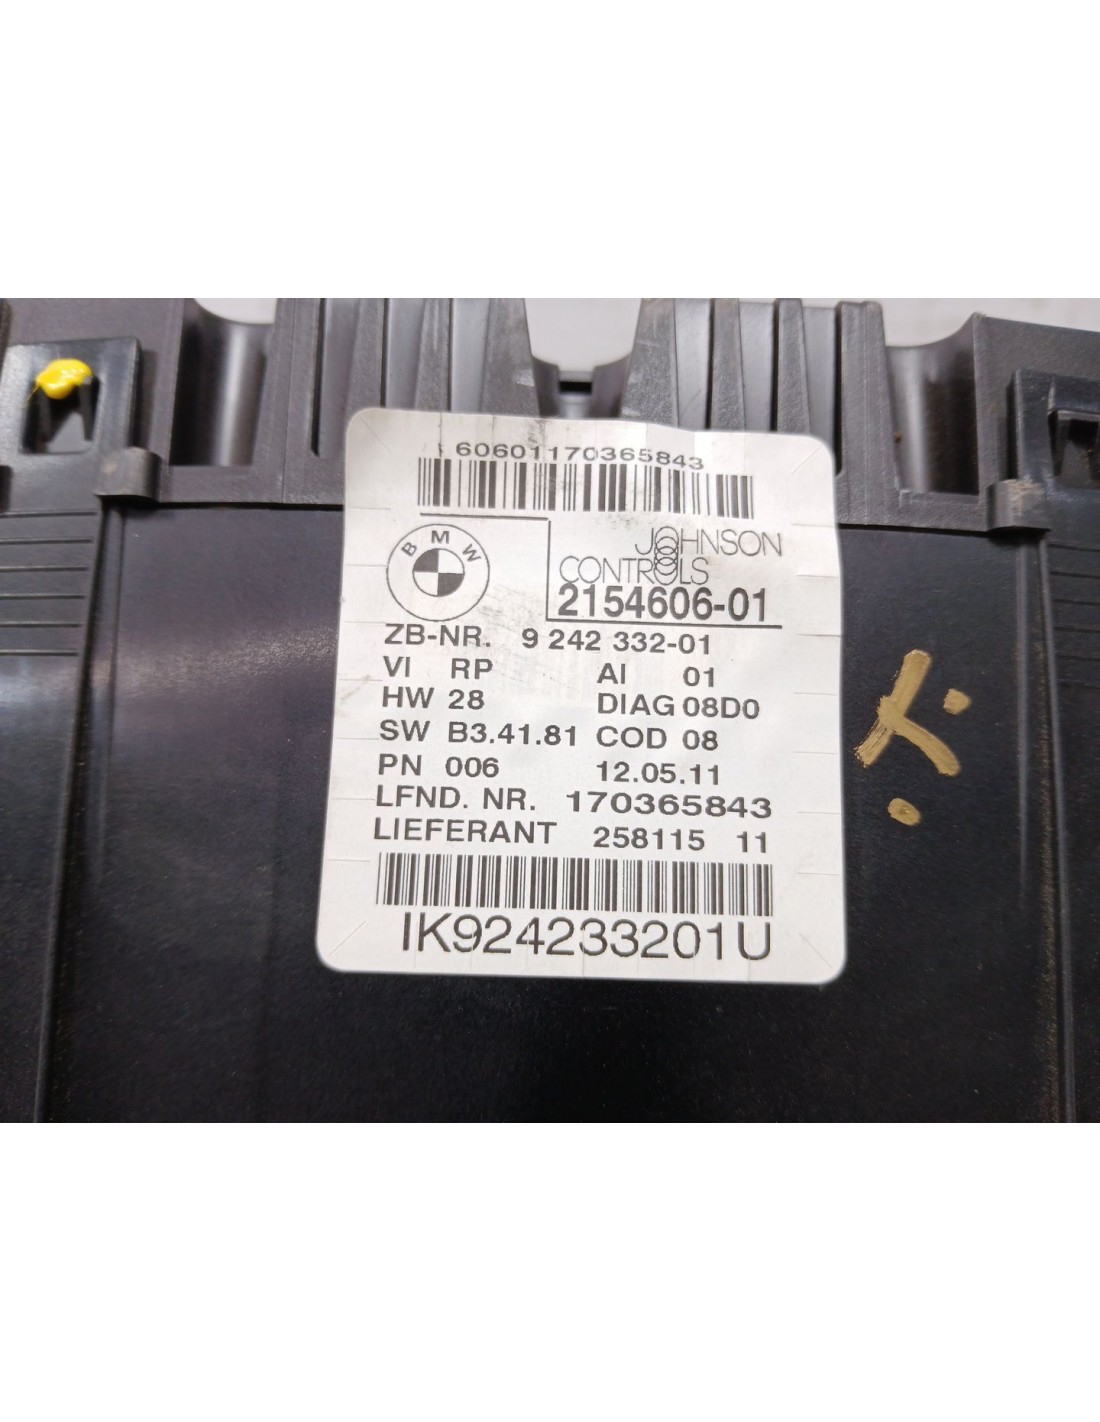 160601170365843
BMW
JOHNSON
CONTROLS
2154606-01
ZB-NR. 9 242 332-01
VI RP AI 01
HW 28 DIAG 08D0
SW B3.41.81 COD 08
PN 006 12.05.11
LFND. NR. 170365843
LIEFERANT 258115 11
IK924233201U